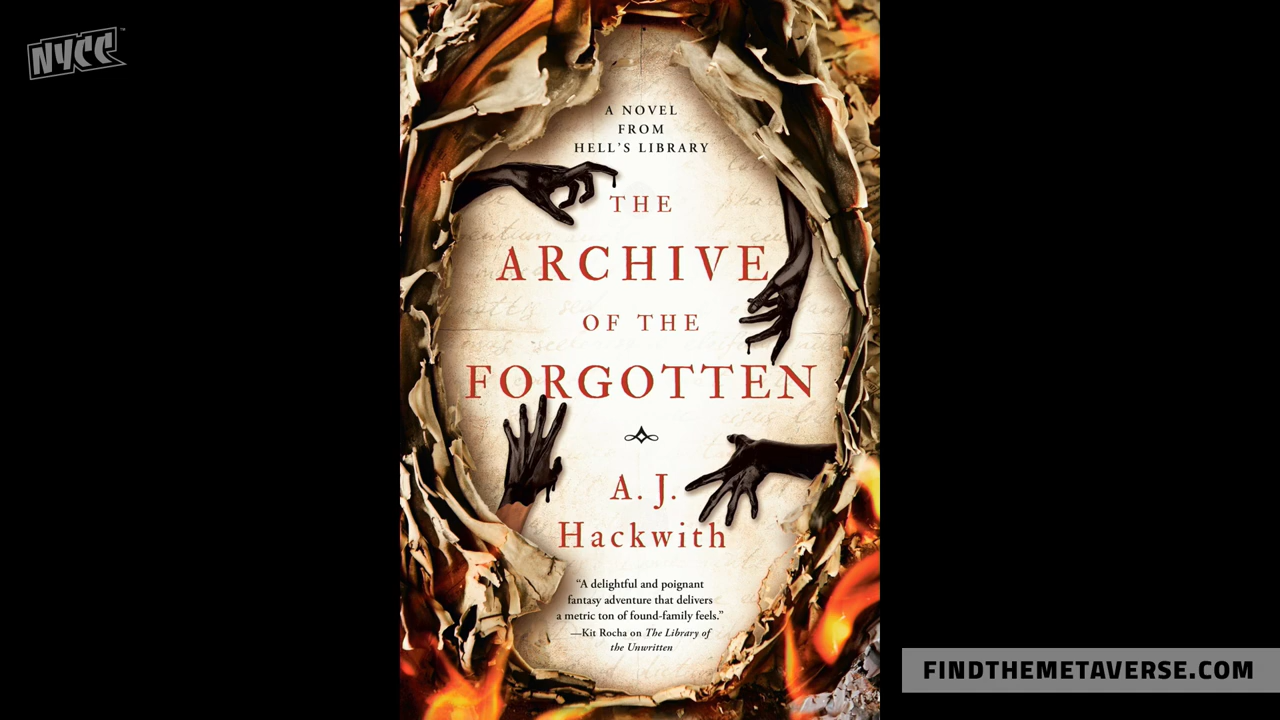 NYCC
A NOVEL
FROM
HELL'S LIBRARY
THE
ARCHIVE
OF THE
FORGOTTEN
A. J.
Hackwith
“A delightful and poignant
fantasy adventure that delivers
a metric ton of found-family feels.”
—Kit Rocha on The Library of
the Unwritten
FINDTHEMETAVERSE.COM